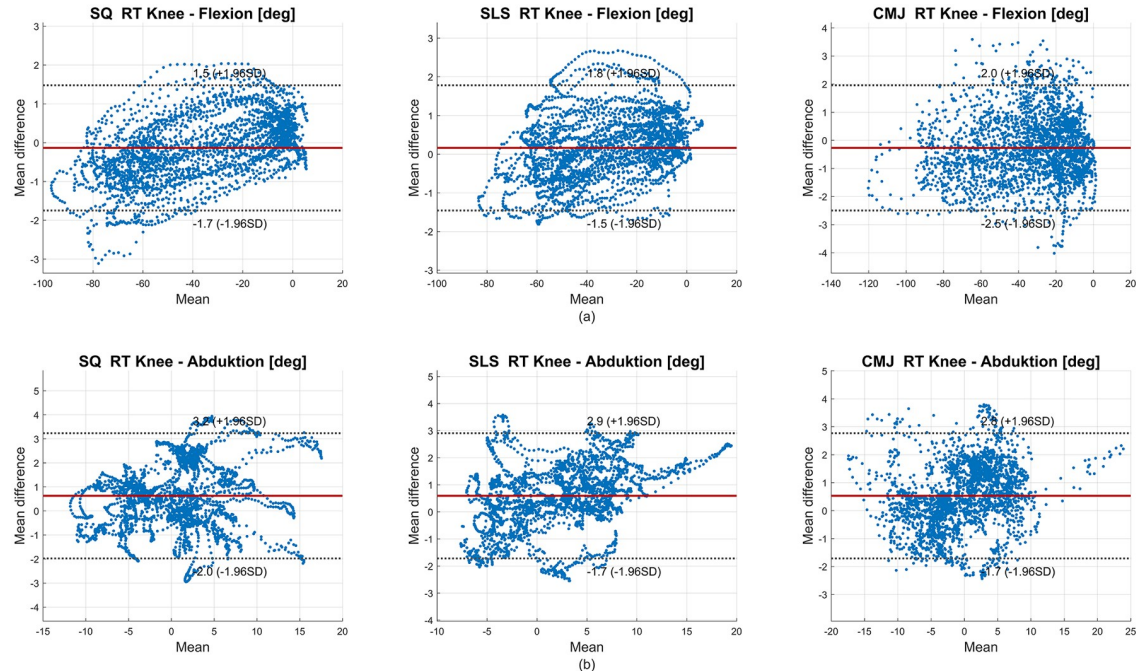 SQ RT Knee - Flexion [deg]
3
2
1
0
-1
-2
-3
Mean difference
1.5 (+1.96SD)
-1.7 (-1.96SD)
-100 -80 -60 -40 -20 0 20
Mean
SLS RT Knee - Flexion [deg]
3
2
1
0
-1
-2
-3
Mean difference
1.8 (+1.96SD)
-1.5 (-1.96SD)
-100 -80 -60 -40 -20 0 20
Mean
CMJ RT Knee - Flexion [deg]
4
3
2
1
0
-1
-2
-3
-4
Mean difference
2.0 (+1.96SD)
-2.5 (-1.96SD)
-140 -120 -100 -80 -60 -40 -20 0 20
Mean
(a)
SQ RT Knee - Abduktion [deg]
5
4
3
2
1
0
-1
-2
-3
-4
Mean difference
3.2 (+1.96SD)
-2.0 (-1.96SD)
-15 -10 -5 0 5 10 15 20
Mean
SLS RT Knee - Abduktion [deg]
5
4
3
2
1
0
-1
-2
-3
-4
Mean difference
2.9 (+1.96SD)
-1.7 (-1.96SD)
-10 -5 0 5 10 15 20
Mean
CMJ RT Knee - Abduktion [deg]
5
4
3
2
1
0
-1
-2
-3
Mean difference
2.8 (+1.96SD)
-1.7 (-1.96SD)
-20 -15 -10 -5 0 5 10 15 20 25
Mean
(b)